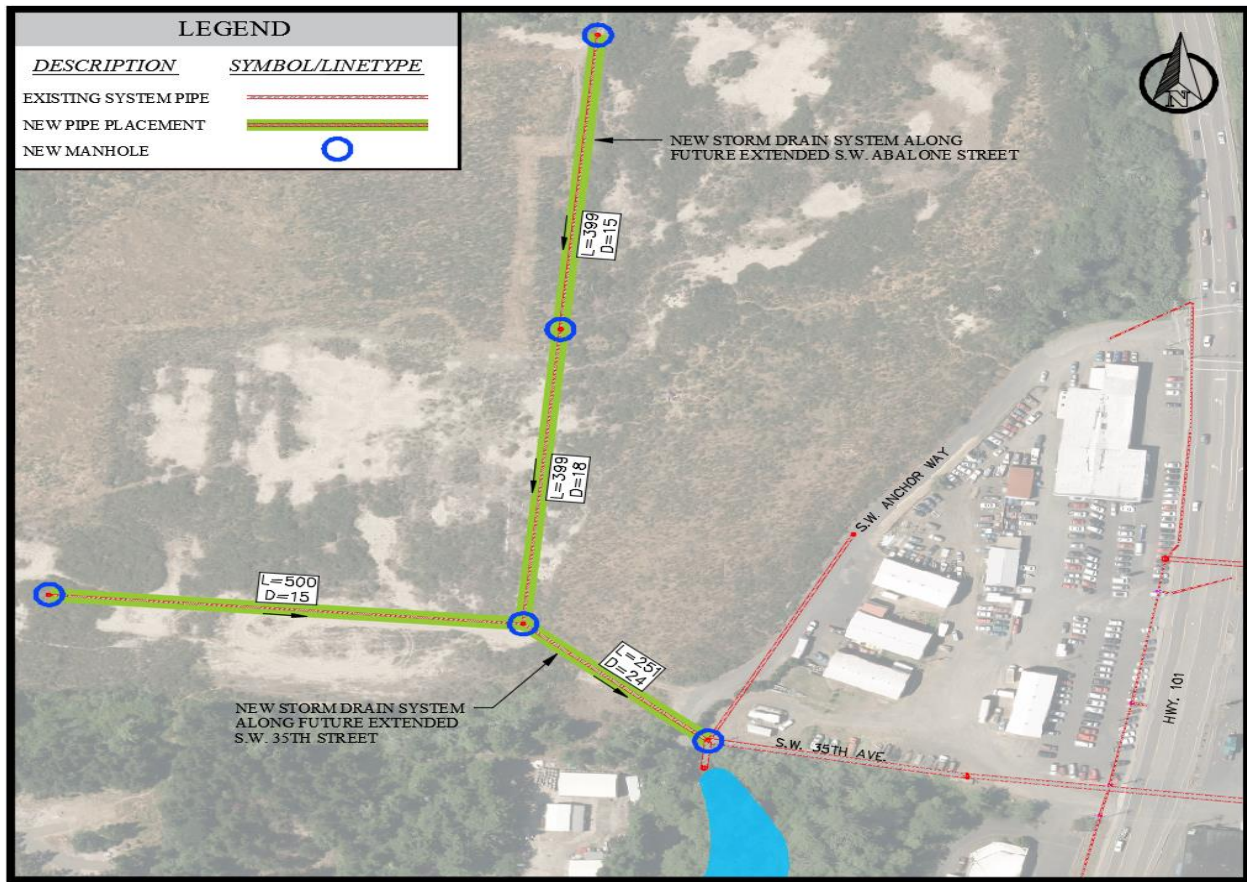 LEGEND
DESCRIPTION SYMBOL/LINETYPE
EXISTING SYSTEM PIPE
NEW PIPE PLACEMENT
NEW MANHOLE
N
NEW STORM DRAIN SYSTEM ALONG
FUTURE EXTENDED S.W. ABALONE STREET
L=399
D=15
L=399
D=18
S.W. ANCHOR WAY
L=500
D=15
L=251
D=24
HWY. 101
NEW STORM DRAIN SYSTEM
ALONG FUTURE EXTENDED
S.W. 35TH STREET
S.W. 35TH AVE.